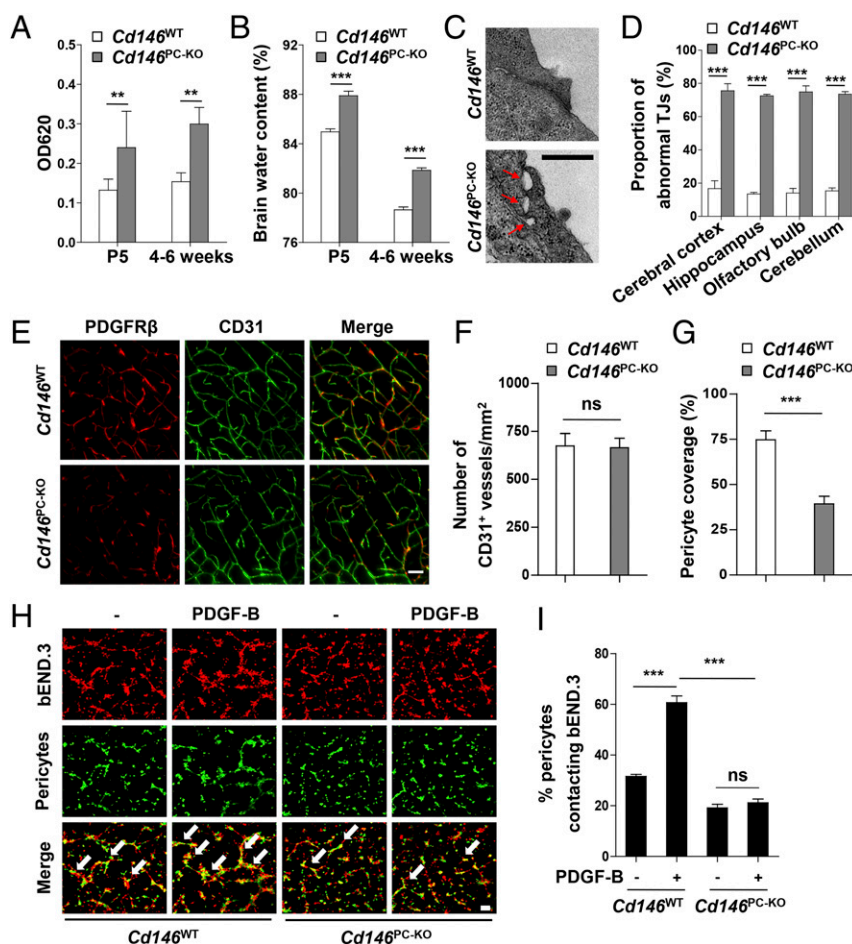 A
Cd146WT
Cd146PC-KO
OD620
0.5
0.4
0.3
0.2
0.1
0.0
**
**
P5
4-6 weeks
B
Cd146WT
Cd146PC-KO
Brain water content (%)
92
88
84
80
76
***
***
P5
4-6 weeks
C
Cd146WT
Cd146PC-KO
D
Cd146WT
Cd146PC-KO
Proportion of
abnormal TJs (%)
100
80
60
40
20
0
***
***
***
***
Cerebral cortex
Hippocampus
Olfactory bulb
Cerebellum
E
PDGFRβ
CD31
Merge
Cd146WT
Cd146PC-KO
F
Cd146WT
Cd146PC-KO
Number of
CD31+ vessels/mm2
1000
750
500
250
0
ns
G
Cd146WT
Cd146PC-KO
Pericyte coverage (%)
100
75
50
25
0
***
H
-
PDGF-B
-
PDGF-B
bEND.3
Pericytes
Merge
Cd146WT
Cd146PC-KO
I
% pericytes
contacting bEND.3
80
60
40
20
0
***
***
ns
PDGF-B
-
+
-
+
Cd146WT
Cd146PC-KO